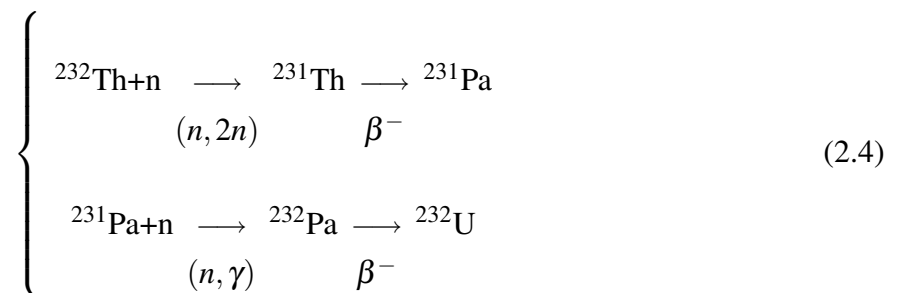 ²³²Th+n ⟶ ²³¹Th ⟶ ²³¹Pa
(n, 2n) β⁻
(2.4)
²³¹Pa+n ⟶ ²³²Pa ⟶ ²³²U
(n, γ) β⁻